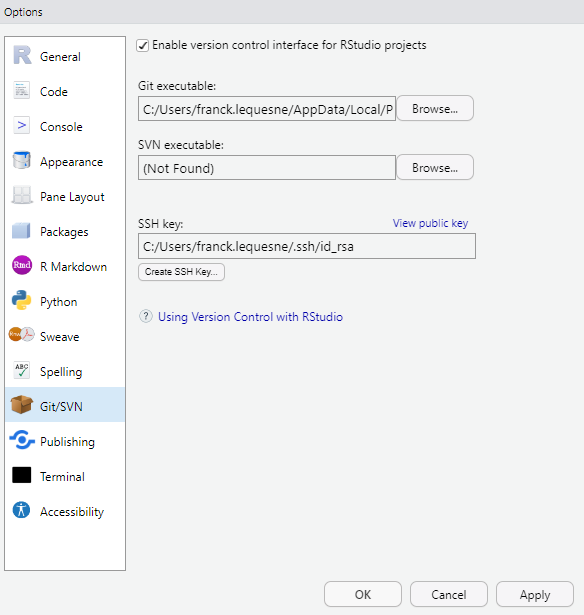 Options
General
Code
Console
Appearance
Pane Layout
Packages
Rmd R Markdown
Python
Sweave
ABC Spelling
Git/SVN
Publishing
Terminal
Accessibility
Enable version control interface for RStudio projects
Git executable:
C:/Users/franck.lequesne/AppData/Local/P Browse...
SVN executable:
(Not Found) Browse...
SSH key: View public key
C:/Users/franck.lequesne/.ssh/id_rsa
Create SSH Key...
? Using Version Control with RStudio
OK Cancel Apply